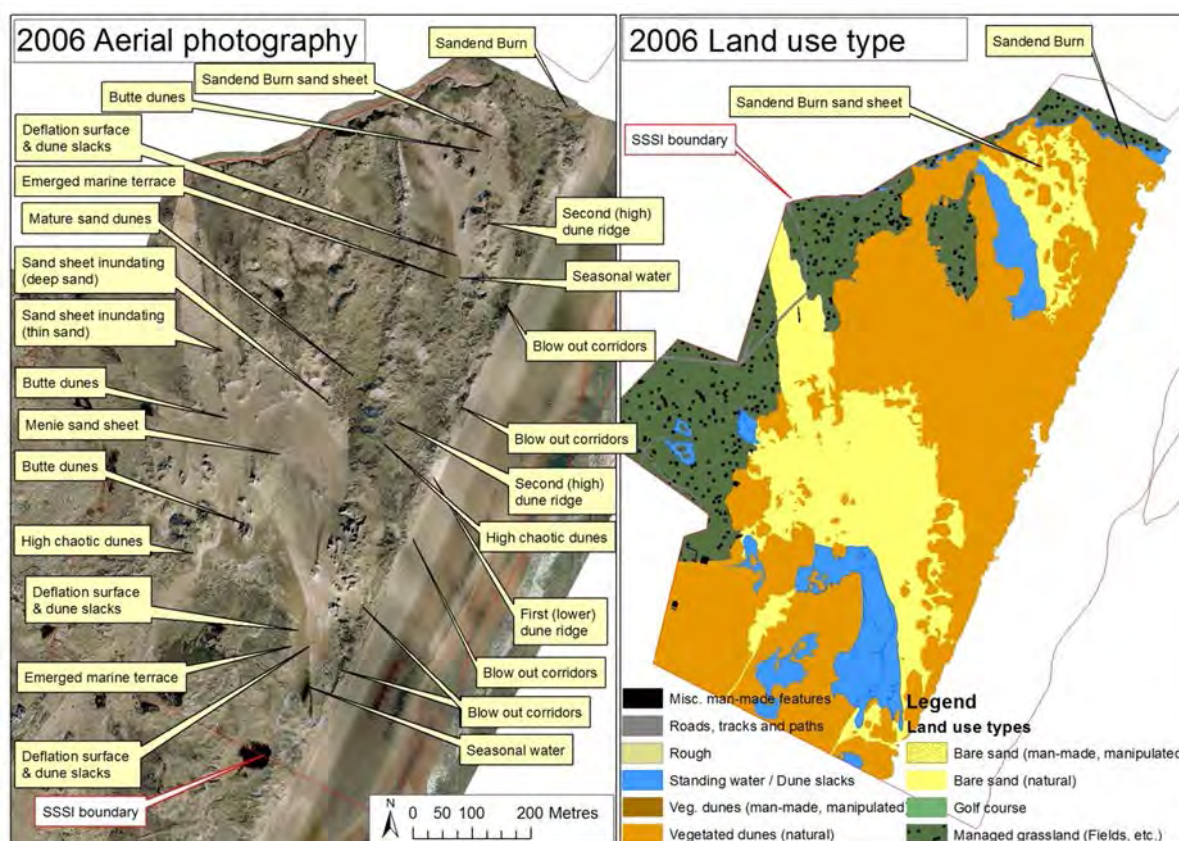 2006 Aerial photography
Sandend Burn
Sandend Burn sand sheet
Butte dunes
Deflation surface
& dune slacks
Emerged marine terrace
Mature sand dunes
Sand sheet inundating
(deep sand)
Sand sheet inundating
(thin sand)
Butte dunes
Menie sand sheet
Butte dunes
High chaotic dunes
Deflation surface
& dune slacks
Emerged marine terrace
Deflation surface
& dune slacks
SSSI boundary
Second (high)
dune ridge
Seasonal water
Blow out corridors
Blow out corridors
Second (high)
dune ridge
High chaotic dunes
First (lower)
dune ridge
Blow out corridors
Blow out corridors
Seasonal water
N
0 50 100 200 Metres
2006 Land use type
Sandend Burn
Sandend Burn sand sheet
SSSI boundary
Legend
Land use types
Misc. man-made features
Roads, tracks and paths
Rough
Standing water / Dune slacks
Veg. dunes (man-made, manipulated)
Vegetated dunes (natural)
Bare sand (man-made, manipulated
Bare sand (natural)
Golf course
Managed grassland (Fields, etc.)